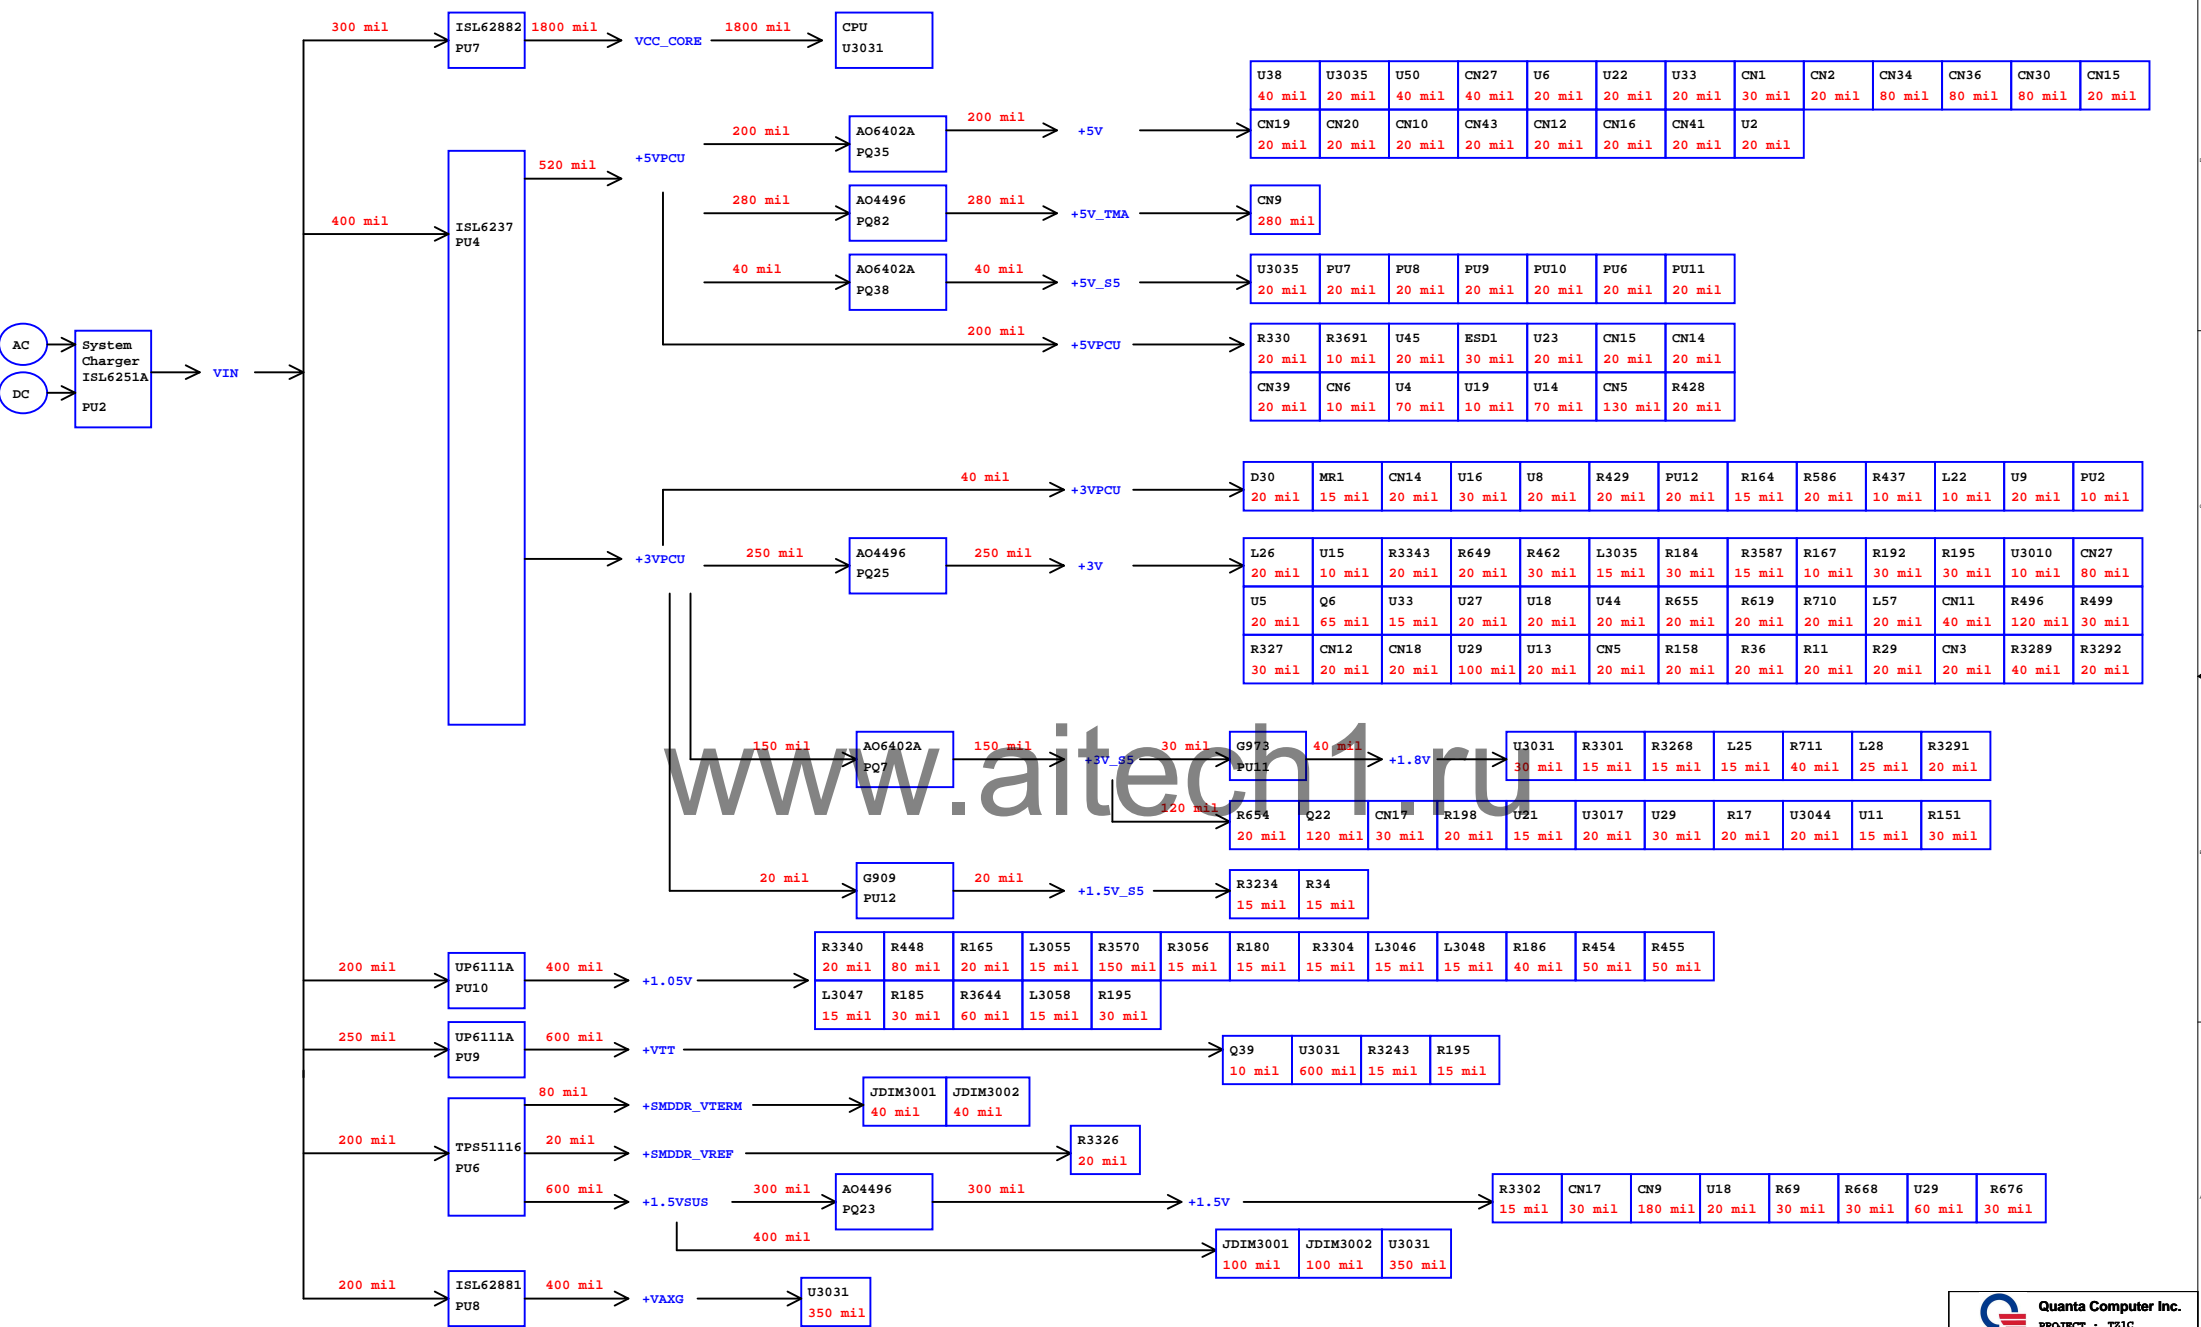 300 mil
ISL62882
PU7
1800 mil
VCC_CORE
1800 mil
CPU
U3031
U38 U3035 U50 CN27 U6 U22 U33 CN1 CN2 CN34 CN36 CN30 CN15
40 mil 20 mil 40 mil 40 mil 20 mil 20 mil 20 mil 30 mil 20 mil 80 mil 80 mil 80 mil 20 mil
CN19 CN20 CN10 CN43 CN12 CN16 CN41 U2
20 mil 20 mil 20 mil 20 mil 20 mil 20 mil 20 mil 20 mil
400 mil
ISL6237
PU4
520 mil
+5VPCU
200 mil
AO6402A
PQ35
200 mil
+5V
280 mil
AO4496
PQ82
280 mil
+5V_TMA
CN9
280 mil
40 mil
AO6402A
PQ38
40 mil
+5V_S5
U3035 PU7 PU8 PU9 PU10 PU6 PU11
20 mil 20 mil 20 mil 20 mil 20 mil 20 mil 20 mil
200 mil
+5VPCU
R330 R3691 U45 ESD1 U23 CN15 CN14
20 mil 10 mil 20 mil 30 mil 20 mil 20 mil 20 mil
CN39 CN6 U4 U19 U14 CN5 R428
20 mil 10 mil 70 mil 10 mil 70 mil 130 mil 20 mil
AC
DC
System
Charger
ISL6251A
PU2
VIN
40 mil
+3VPCU
D30 MR1 CN14 U16 U8 R429 PU12 R164 R586 R437 L22 U9 PU2
20 mil 15 mil 20 mil 30 mil 20 mil 20 mil 20 mil 15 mil 20 mil 10 mil 10 mil 20 mil 10 mil
+3VPCU
250 mil
AO4496
PQ25
250 mil
+3V
L26 U15 R3343 R649 R462 L3035 R184 R3587 R167 R192 R195 U3010 CN27
20 mil 10 mil 20 mil 20 mil 30 mil 15 mil 30 mil 15 mil 10 mil 30 mil 30 mil 10 mil 80 mil
U5 Q6 U33 U27 U18 U44 R655 R619 R710 L57 CN11 R496 R499
20 mil 65 mil 15 mil 20 mil 20 mil 20 mil 20 mil 20 mil 20 mil 20 mil 40 mil 120 mil 30 mil
R327 CN12 CN18 U29 U13 CN5 R158 R36 R11 R29 CN3 R3289 R3292
30 mil 20 mil 20 mil 100 mil 20 mil 20 mil 20 mil 20 mil 20 mil 20 mil 20 mil 40 mil 20 mil
www.aitech1.ru
150 mil
AO6402A
PQ7
150 mil
+3V_S5
30 mil
G973
PU11
40 mil
+1.8V
U3031 R3301 R3268 L25 R711 L28 R3291
30 mil 15 mil 15 mil 15 mil 40 mil 25 mil 20 mil
120 mil
R654 Q22 CN17 R198 U21 U3017 U29 R17 U3044 U11 R151
20 mil 120 mil 30 mil 20 mil 15 mil 20 mil 30 mil 20 mil 20 mil 15 mil 30 mil
20 mil
G909
PU12
20 mil
+1.5V_S5
R3234 R34
15 mil 15 mil
200 mil
UP6111A
PU10
400 mil
+1.05V
R3340 R448 R165 L3055 R3570 R3056 R180 R3304 L3046 L3048 R186 R454 R455
20 mil 80 mil 20 mil 15 mil 150 mil 15 mil 15 mil 15 mil 15 mil 15 mil 40 mil 50 mil 50 mil
L3047 R185 R3644 L3058 R195
15 mil 30 mil 60 mil 15 mil 30 mil
250 mil
UP6111A
PU9
600 mil
+VTT
Q39 U3031 R3243 R195
10 mil 600 mil 15 mil 15 mil
200 mil
TPS51116
PU6
80 mil
+SMDDR_VTERM
JDIM3001 JDIM3002
40 mil 40 mil
20 mil
+SMDDR_VREF
R3326
20 mil
600 mil
+1.5VSUS
300 mil
AO4496
PQ23
300 mil
+1.5V
R3302 CN17 CN9 U18 R69 R668 U29 R676
15 mil 30 mil 180 mil 20 mil 30 mil 30 mil 60 mil 30 mil
400 mil
JDIM3001 JDIM3002 U3031
100 mil 100 mil 350 mil
200 mil
ISL62881
PU8
400 mil
+VAXG
U3031
350 mil
Quanta Computer Inc.
PROJECT :